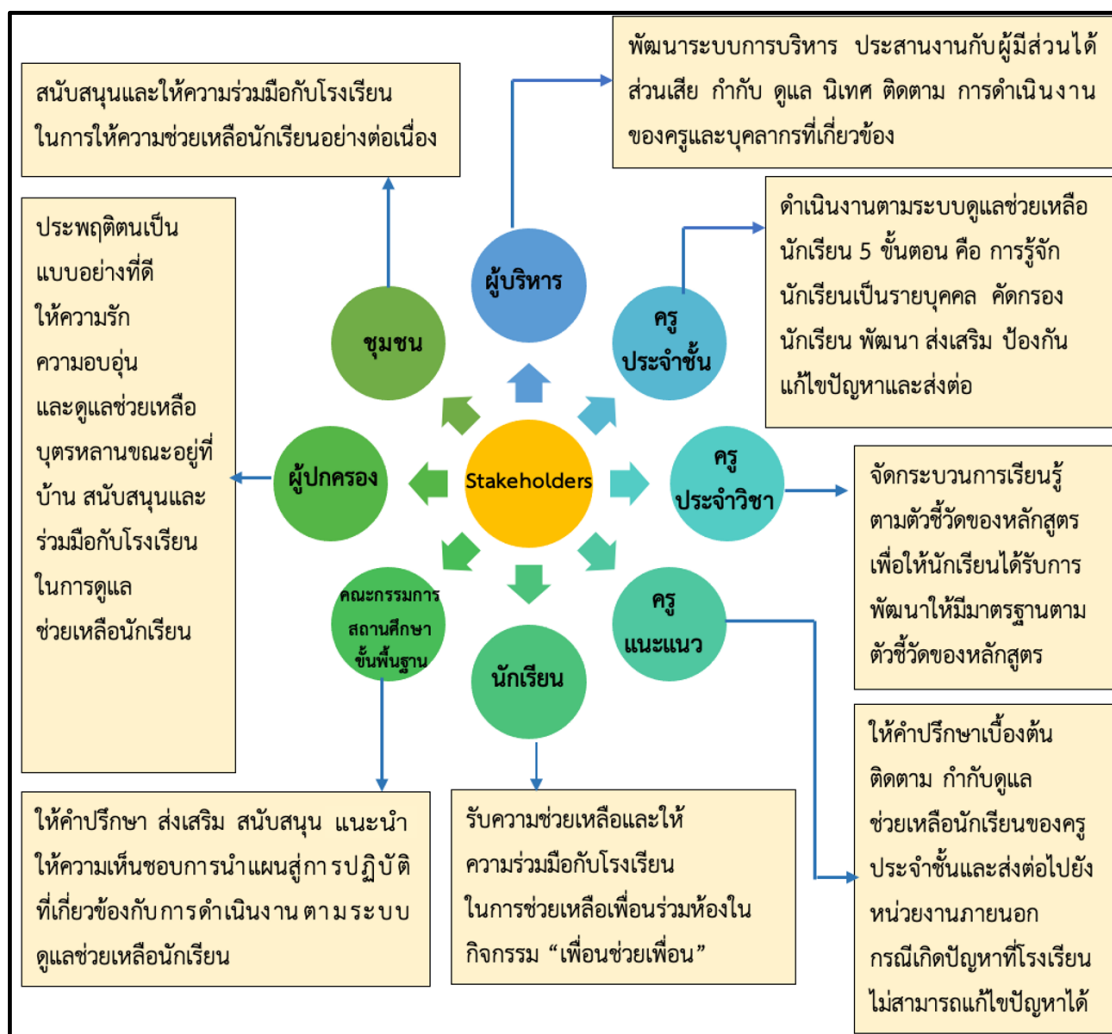 พัฒนาระบบการบริหาร ประสานงานกับผู้มีส่วนได้
ส่วนเสีย กำกับ ดูแล นิเทศ ติดตาม การดำเนินงาน
ของครูและบุคลากรที่เกี่ยวข้อง
สนับสนุนและให้ความร่วมมือกับโรงเรียน
ในการให้ความช่วยเหลือนักเรียนอย่างต่อเนื่อง
ดำเนินงานตามระบบดูแลช่วยเหลือ
นักเรียน 5 ขั้นตอน คือ การรู้จัก
นักเรียนเป็นรายบุคคล คัดกรอง
นักเรียน พัฒนา ส่งเสริม ป้องกัน
แก้ไขปัญหาและส่งต่อ
ประพฤติตนเป็น
แบบอย่างที่ดี
ให้ความรัก
ความอบอุ่น
และดูแลช่วยเหลือ
บุตรหลานขณะอยู่ที่
บ้าน สนับสนุนและ
ร่วมมือกับโรงเรียน
ในการดูแล
ช่วยเหลือนักเรียน
ผู้บริหาร
ชุมชน
ครู
ประจำชั้น
ผู้ปกครอง
Stakeholders
ครู
ประจำวิชา
คณะกรรมการ
สถานศึกษา
ขั้นพื้นฐาน
นักเรียน
ครู
แนะแนว
จัดกระบวนการเรียนรู้
ตามตัวชี้วัดของหลักสูตร
เพื่อให้นักเรียนได้รับการ
พัฒนาให้มีมาตรฐานตาม
ตัวชี้วัดของหลักสูตร
ให้คำปรึกษา ส่งเสริม สนับสนุน แนะนำ
ให้ความเห็นชอบการนำแผนสู่การปฏิบัติ
ที่เกี่ยวข้องกับการดำเนินงานตามระบบ
ดูแลช่วยเหลือนักเรียน
รับความช่วยเหลือและให้
ความร่วมมือกับโรงเรียน
ในการช่วยเหลือเพื่อนร่วมห้องใน
กิจกรรม “เพื่อนช่วยเพื่อน”
ให้คำปรึกษาเบื้องต้น
ติดตาม กำกับดูแล
ช่วยเหลือนักเรียนของครู
ประจำชั้นและส่งต่อไปยัง
หน่วยงานภายนอก
กรณีเกิดปัญหาที่โรงเรียน
ไม่สามารถแก้ไขปัญหาได้